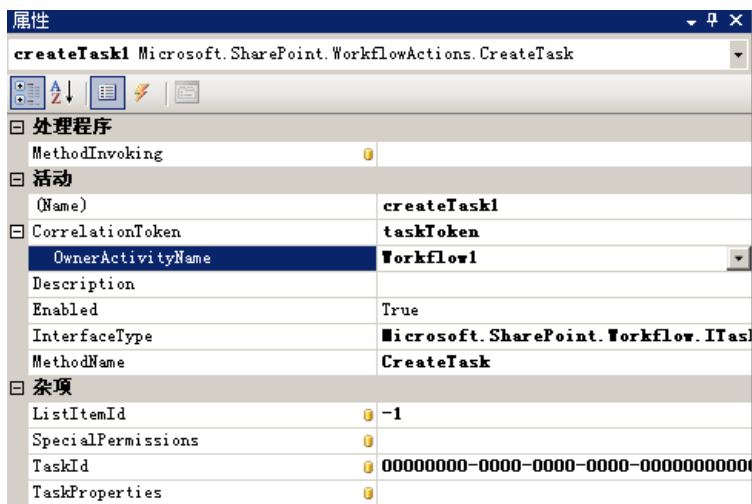 属性
createTask1 Microsoft.SharePoint.WorkflowActions.CreateTask
处理程序
MethodInvoking
活动
(Name) createTask1
CorrelationToken taskToken
OwnerActivityName Workflow1
Description
Enabled True
InterfaceType Microsoft.SharePoint.Workflow.ITas
MethodName CreateTask
杂项
ListItemId -1
SpecialPermissions
TaskId 00000000-0000-0000-0000-00000000000
TaskProperties